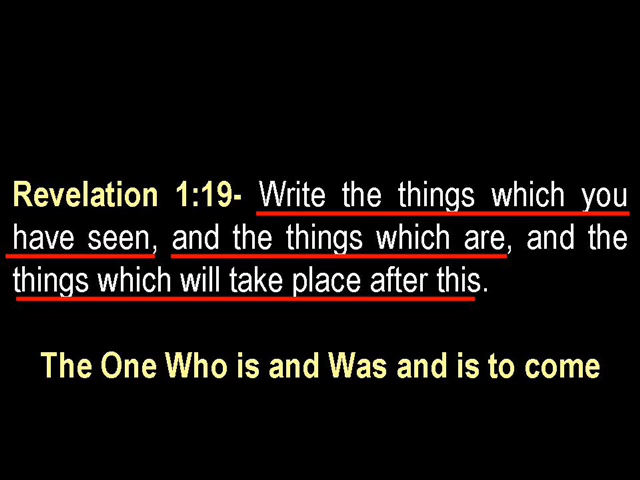 Revelation 1:19- Write the things which you
have seen, and the things which are, and the
things which will take place after this.
The One Who is and Was and is to come